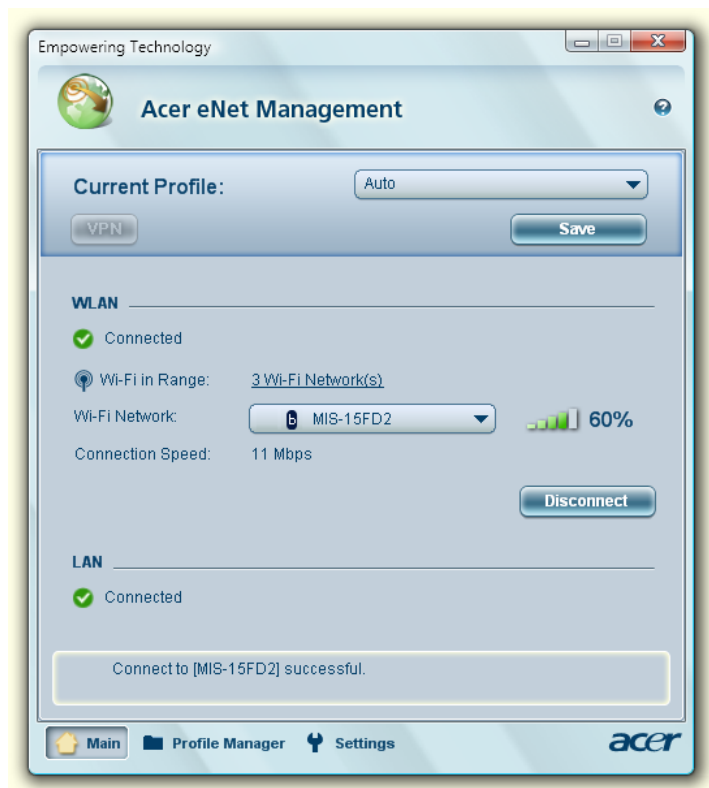 Empowering Technology
Acer eNet Management
Current Profile:
Auto
VPN
Save
WLAN
Connected
Wi-Fi in Range:
3 Wi-Fi Network(s)
Wi-Fi Network:
b MIS-15FD2
60%
Connection Speed:
11 Mbps
Disconnect
LAN
Connected
Connect to [MIS-15FD2] successful.
Main
Profile Manager
Settings
acer